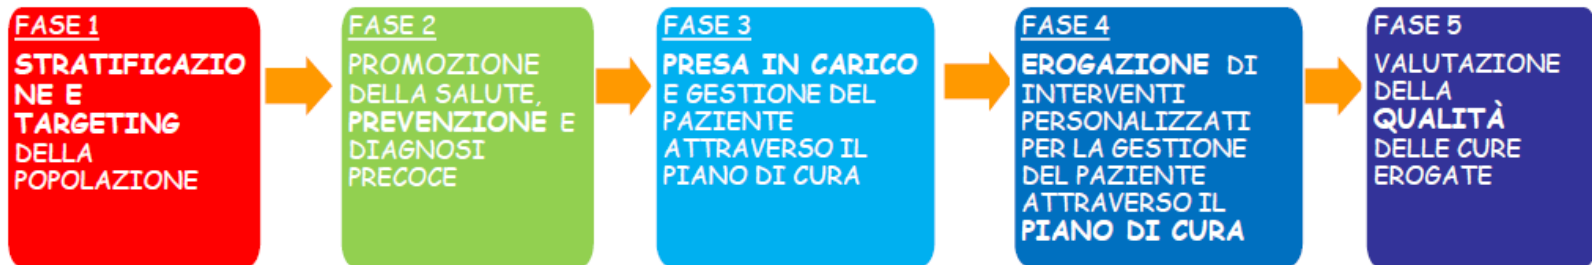 FASE 1
STRATIFICAZIO
NE E
TARGETING
DELLA
POPOLAZIONE
FASE 2
PROMOZIONE
DELLA SALUTE,
PREVENZIONE E
DIAGNOSI
PRECOCE
FASE 3
PRESA IN CARICO
E GESTIONE DEL
PAZIENTE
ATTRAVERSO IL
PIANO DI CURA
FASE 4
EROGAZIONE DI
INTERVENTI
PERSONALIZZATI
PER LA GESTIONE
DEL PAZIENTE
ATTRAVERSO IL
PIANO DI CURA
FASE 5
VALUTAZIONE
DELLA
QUALITÀ
DELLE CURE
EROGATE